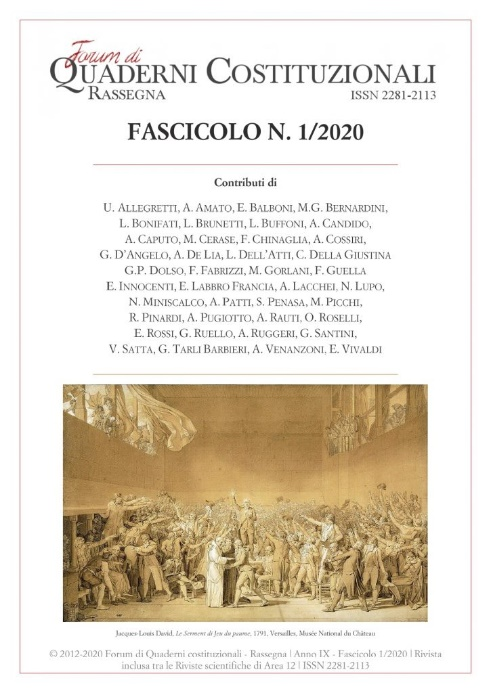 Forum di
QUADERNI COSTITUZIONALI
RASSEGNA ISSN 2281-2113
FASCICOLO N. 1/2020
Contributi di
U. ALLEGRETTI, A. AMATO, E. BALBONI, M.G. BERNARDINI,
L. BONIFATI, L. BRUNETTI, L. BUFFONI, A. CANDIDO,
A. CAPUTO, M. CERASE, F. CHINAGLIA, A. COSSIRI,
G. D'ANGELO, A. DE LIA, L. DELL'ATTI, C. DELLA GIUSTINA
G.P. DOLSO, F. FABRIZZI, M. GORLANI, F. GUELLA
E. INNOCENTI, E. LABBRO FRANCIA, A. LACCHEI, N. LUPO,
N. MINISCALCO, A. PATTI, S. PENASA, M. PICCHI,
R. PINARDI, A. PUGIOTTO, A. RAUTI, O. ROSELLI,
E. ROSSI, G. RUELLO, A. RUGGERI, G. SANTINI,
V. SATTA, G. TARLI BARBIERI, A. VENANZONI, E. VIVALDI
Jacques-Louis David, Le Serment de Jeu de paume, 1791, Versailles, Musée National du Château
© 2012-2020 Forum di Quaderni costituzionali - Rassegna | Anno IX - Fascicolo 1/2020 | Rivista
inclusa tra le Riviste scientifiche di Area 12 | ISSN 2281-2113